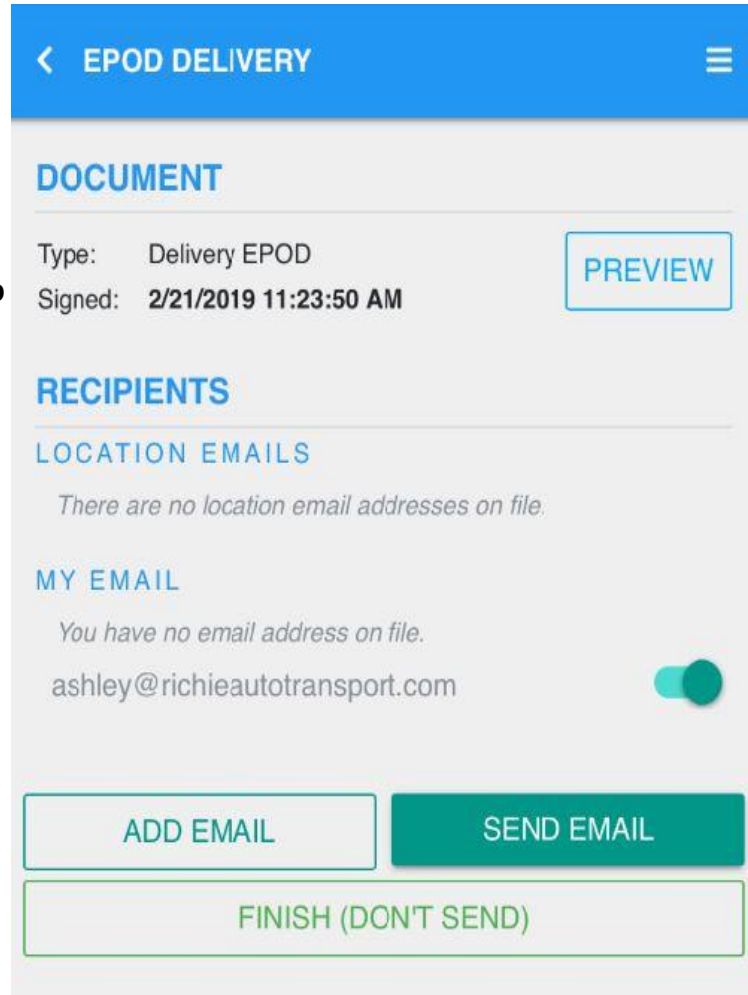 EPOD DELIVERY
DOCUMENT
Type: Delivery EPOD
PREVIEW
Signed: 2/21/2019 11:23:50 AM
RECIPIENTS
LOCATION EMAILS
There are no location email addresses on file.
MY EMAIL
You have no email address on file.
ashley@richieautotransport.com
ADD EMAIL
SEND EMAIL
FINISH (DON'T SEND)